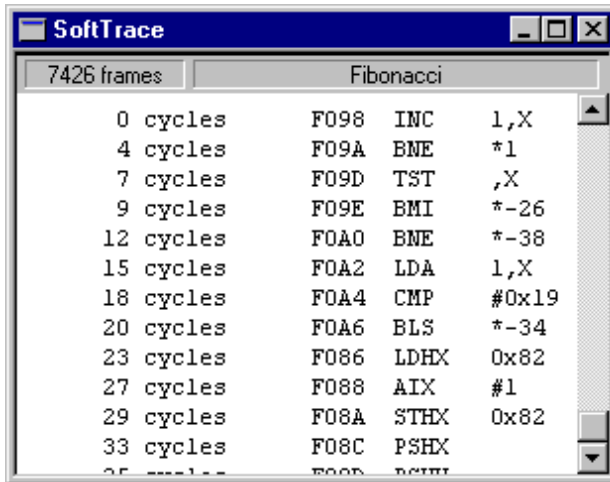 SoftTrace
7426 frames Fibonacci
0 cycles F098 INC 1,X
4 cycles F09A BNE *1
7 cycles F09D TST ,X
9 cycles F09E BMI *-26
12 cycles F0A0 BNE *-38
15 cycles F0A2 LDA 1,X
18 cycles F0A4 CMP #0x19
20 cycles F0A6 BLS *-34
23 cycles F086 LDHX 0x82
27 cycles F088 AIX #1
29 cycles F08A STHX 0x82
33 cycles F08C PSHX